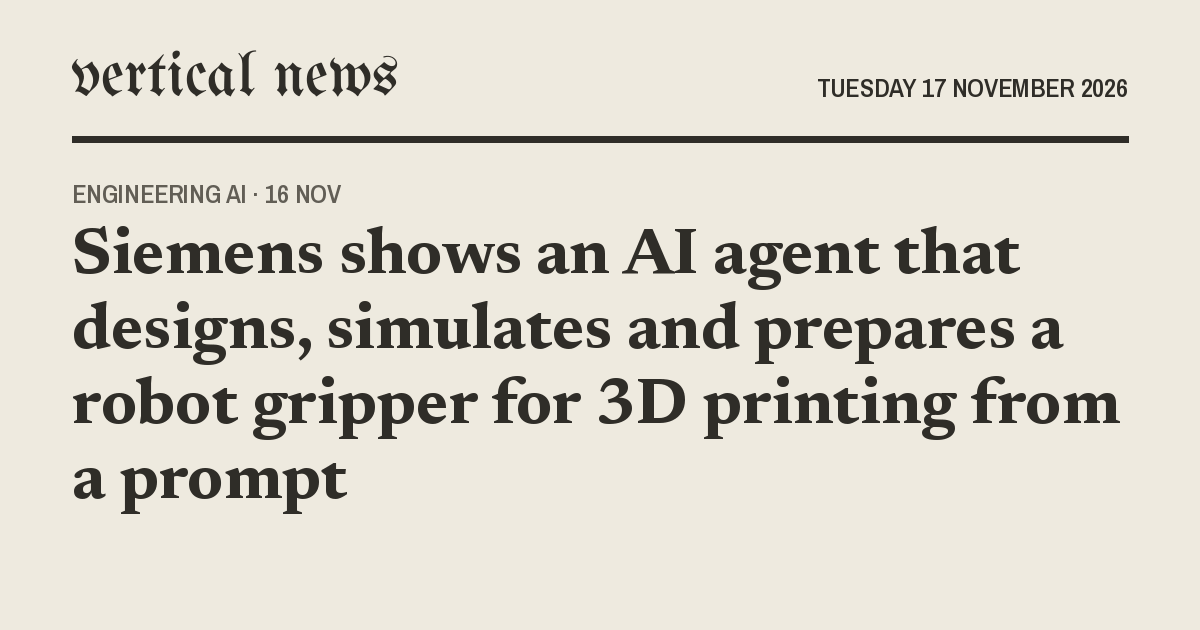 vertical news
TUESDAY 17 NOVEMBER 2026
ENGINEERING AI · 16 NOV
Siemens shows an AI agent that
designs, simulates and prepares a
robot gripper for 3D printing from
a prompt